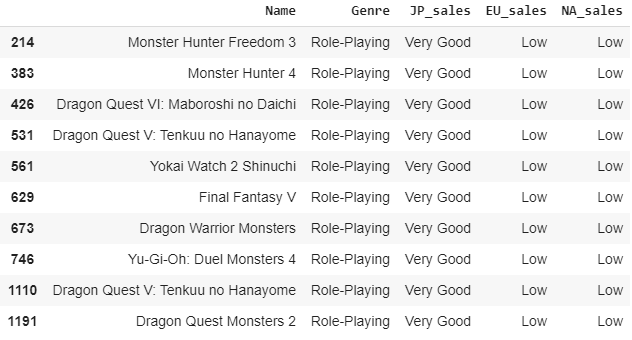 Name Genre JP_sales EU_sales NA_sales
214 Monster Hunter Freedom 3 Role-Playing Very Good Low Low
383 Monster Hunter 4 Role-Playing Very Good Low Low
426 Dragon Quest VI: Maboroshi no Daichi Role-Playing Very Good Low Low
531 Dragon Quest V: Tenkuu no Hanayome Role-Playing Very Good Low Low
561 Yokai Watch 2 Shinuchi Role-Playing Very Good Low Low
629 Final Fantasy V Role-Playing Very Good Low Low
673 Dragon Warrior Monsters Role-Playing Very Good Low Low
746 Yu-Gi-Oh: Duel Monsters 4 Role-Playing Very Good Low Low
1110 Dragon Quest V: Tenkuu no Hanayome Role-Playing Very Good Low Low
1191 Dragon Quest Monsters 2 Role-Playing Very Good Low Low